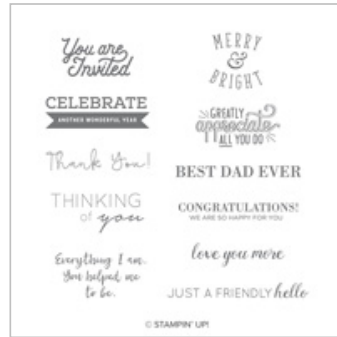 You are
Invited
MERRY
&
BRIGHT
CELEBRATE
ANOTHER WONDERFUL YEAR
GREATLY
appreciate
ALL YOU DO
Thank You!
BEST DAD EVER
THINKING
of you
CONGRATULATIONS!
WE ARE SO HAPPY FOR YOU
Everything I am,
You helped me
to be.
love you more
JUST A FRIENDLY hello
© STAMPIN' UP!